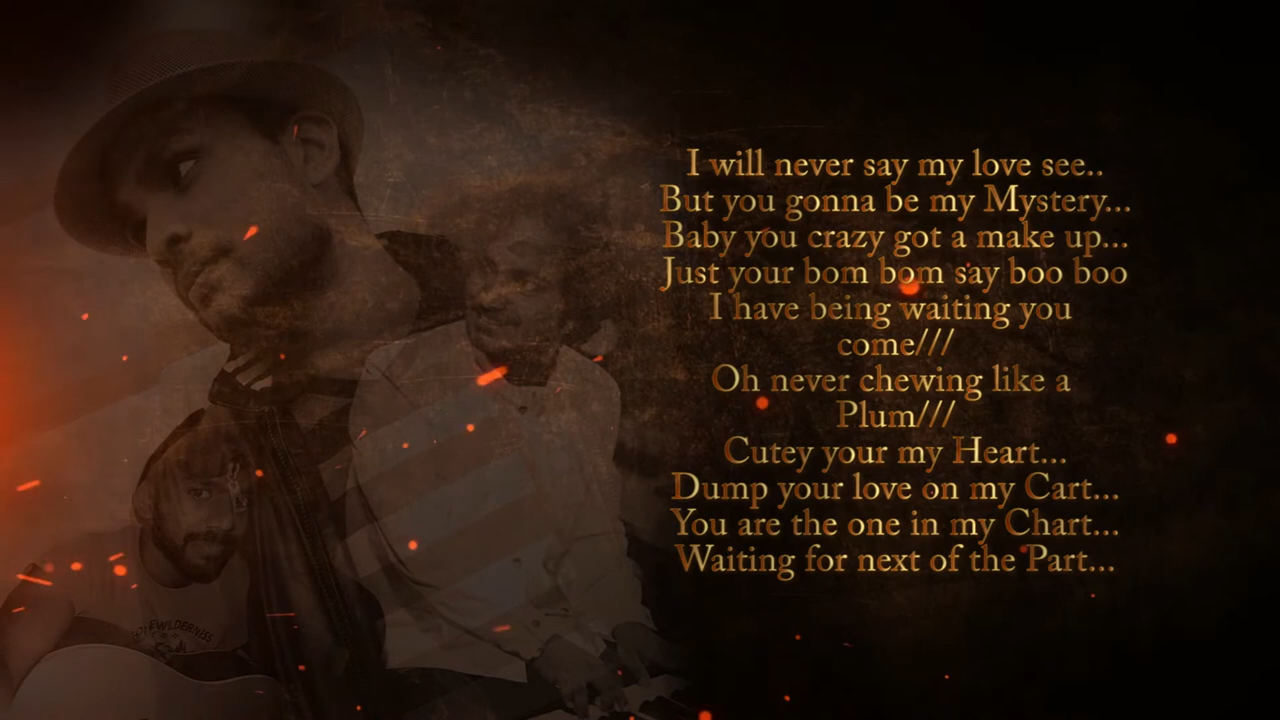 I will never say my love see..
But you gonna be my Mystery...
Baby you crazy got a make up...
Just your bom bom say boo boo
I have being waiting you
come///
Oh never chewing like a
Plum///
Cutey your my Heart...
Dump your love on my Cart...
You are the one in my Chart...
Waiting for next of the Part...
WILDERNESS